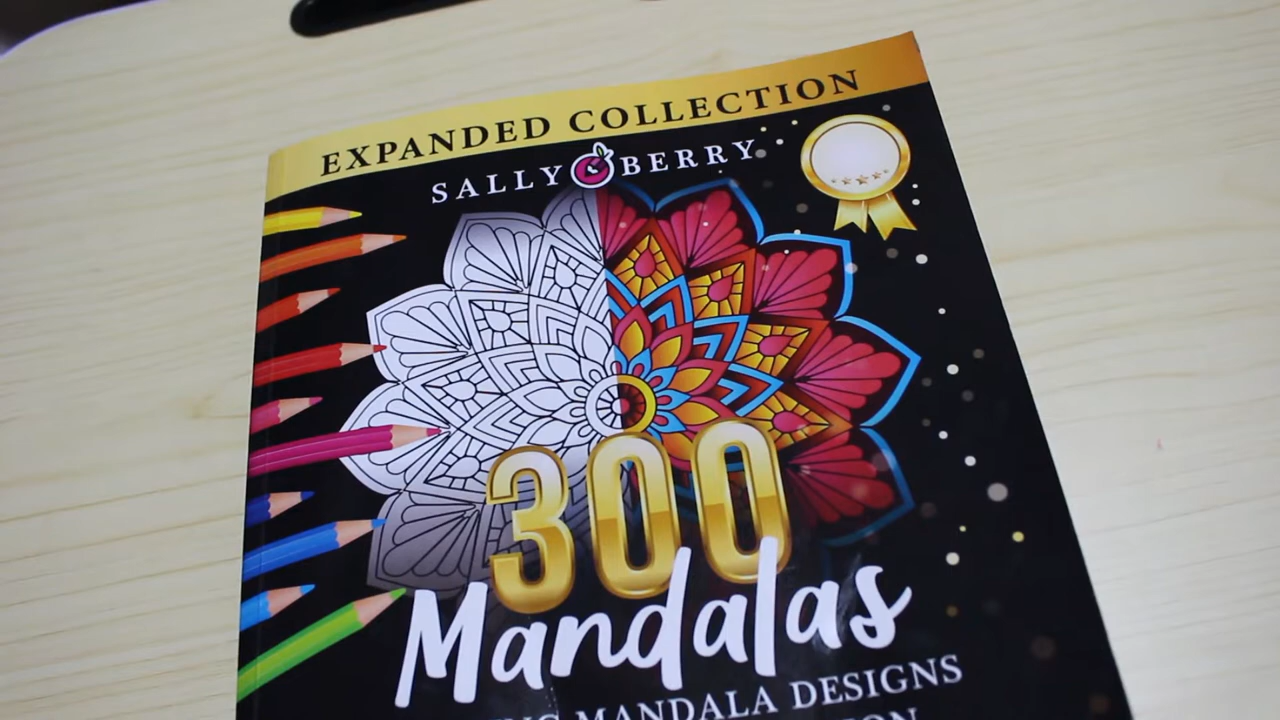 EXPANDED COLLECTION
SALLY BERRY
300
Mandalas
MANDALA DESIGNS